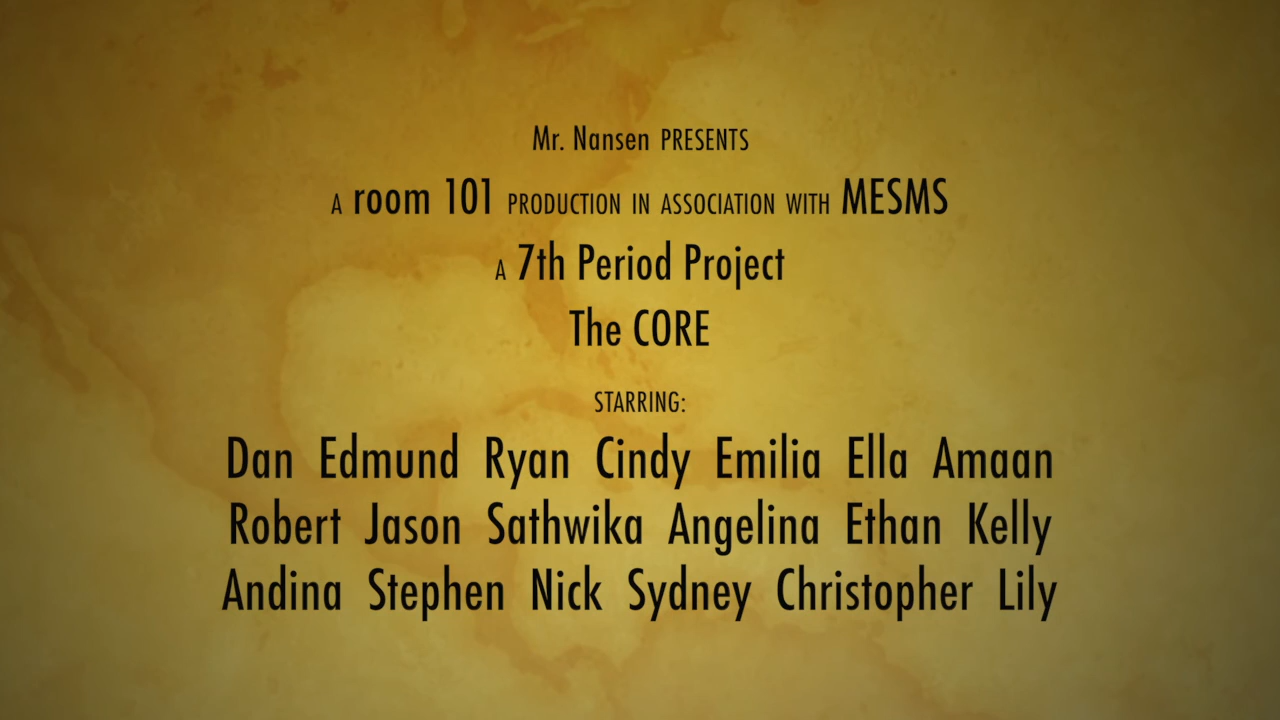 Mr. Nansen PRESENTS
A room 101 PRODUCTION IN ASSOCIATION WITH MESMS
A 7th Period Project
The CORE
STARRING:
Dan Edmund Ryan Cindy Emilia Ella Amaan
Robert Jason Sathwika Angelina Ethan Kelly
Andina Stephen Nick Sydney Christopher Lily